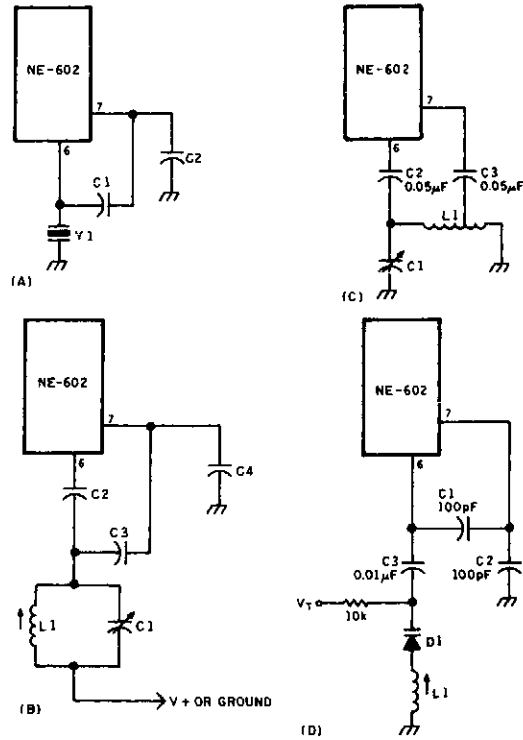 NE-602
7
6
C1
C2
Y1
(A)
NE-602
7
6
C2
0.05µF
C3
0.05µF
L1
C1
(C)
NE-602
7
6
C2
C4
C3
L1
C1
V+ OR GROUND
(B)
NE-602
7
6
C1
100pF
C3
0.01µF
C2
100pF
VT
10k
D1
L1
(D)